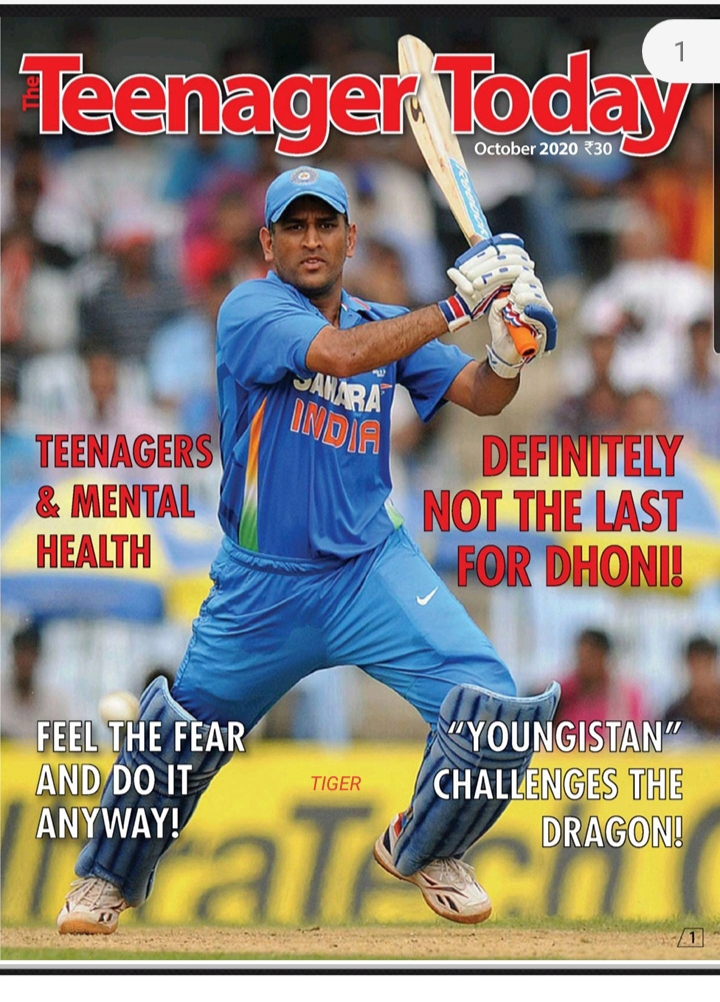 1
The Teenager Today
October 2020 ₹30
SAHARA
INDIA
TEENAGERS
& MENTAL
HEALTH
DEFINITELY
NOT THE LAST
FOR DHONI!
FEEL THE FEAR
AND DO IT
ANYWAY!
TIGER
"YOUNGISTAN"
CHALLENGES THE
DRAGON!
1